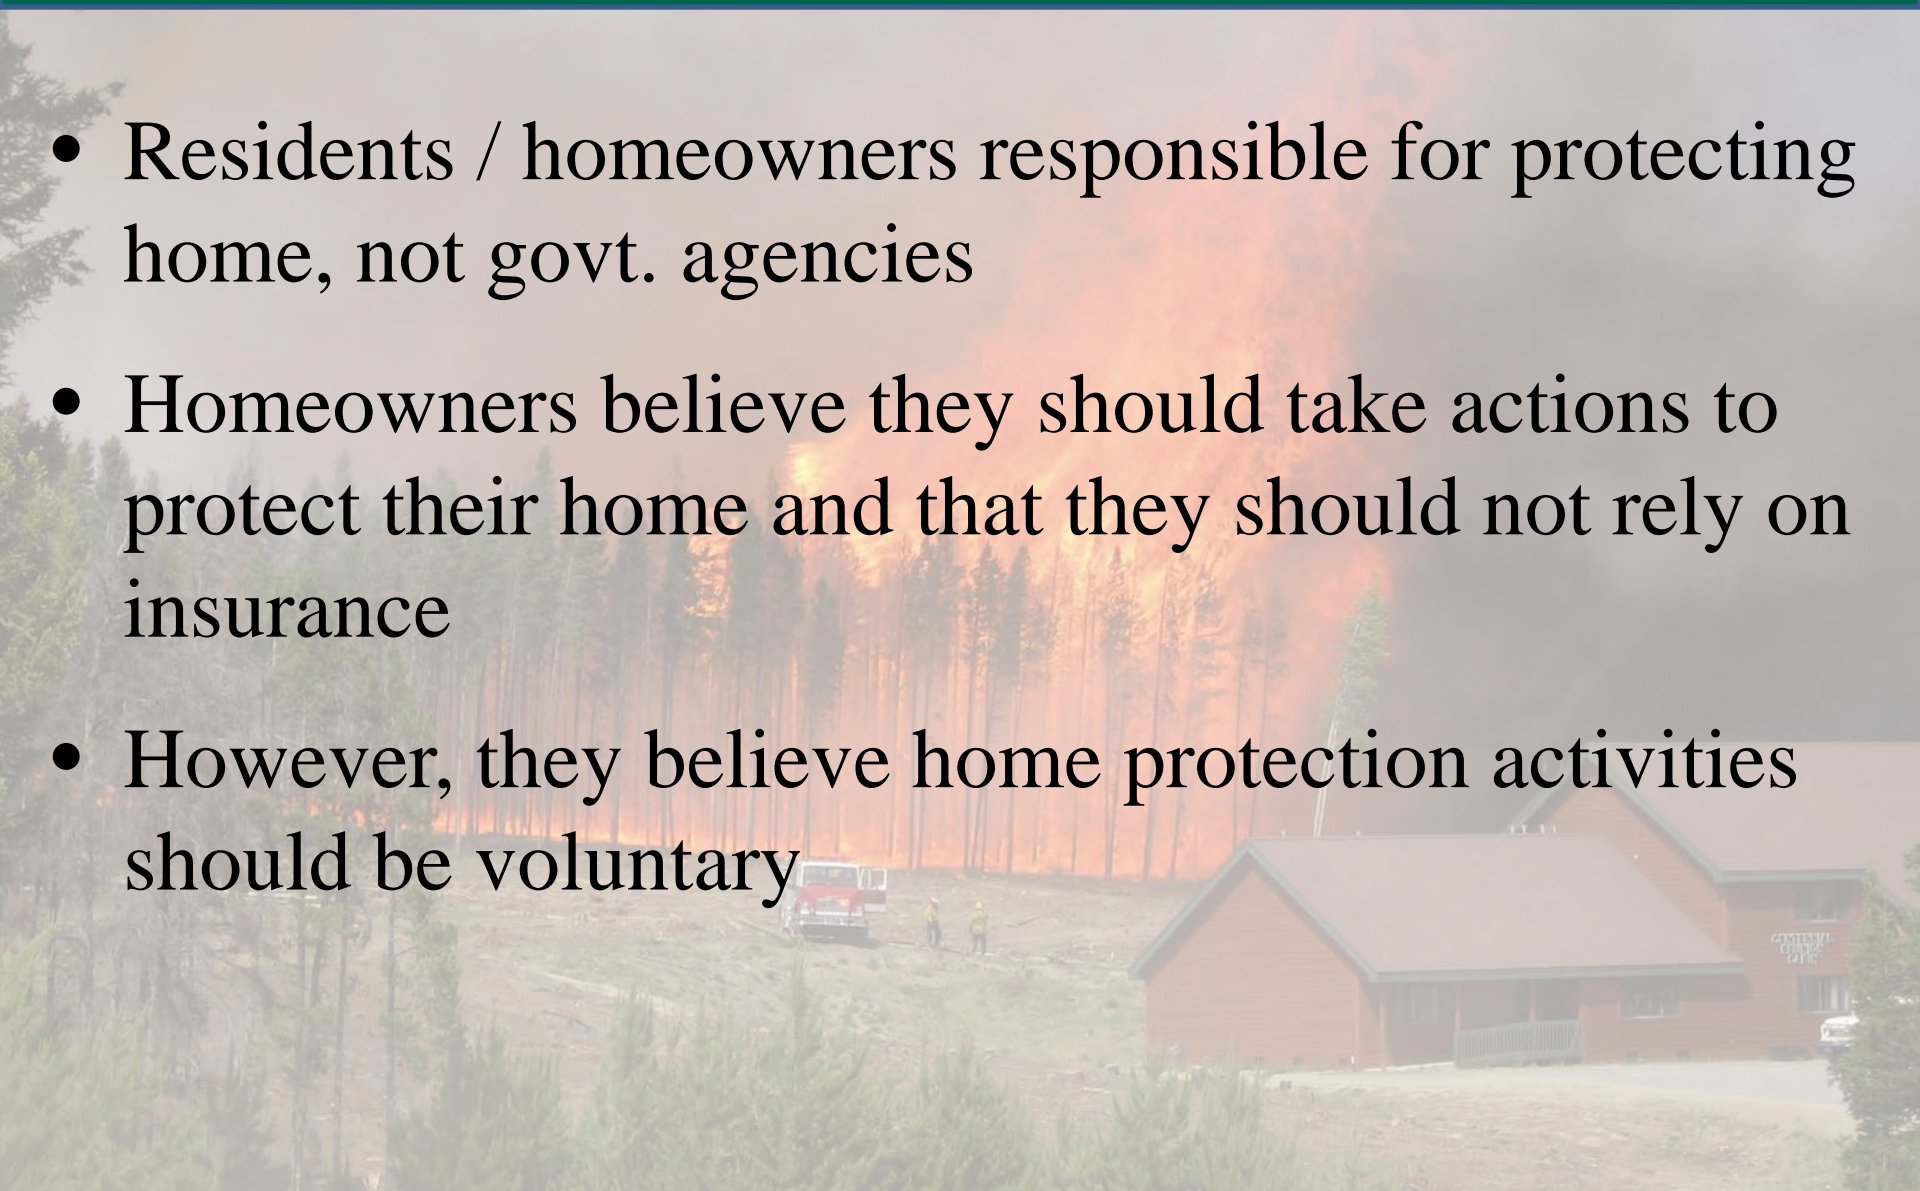 • Residents / homeowners responsible for protecting
home, not govt. agencies
• Homeowners believe they should take actions to
protect their home and that they should not rely on
insurance
• However, they believe home protection activities
should be voluntary